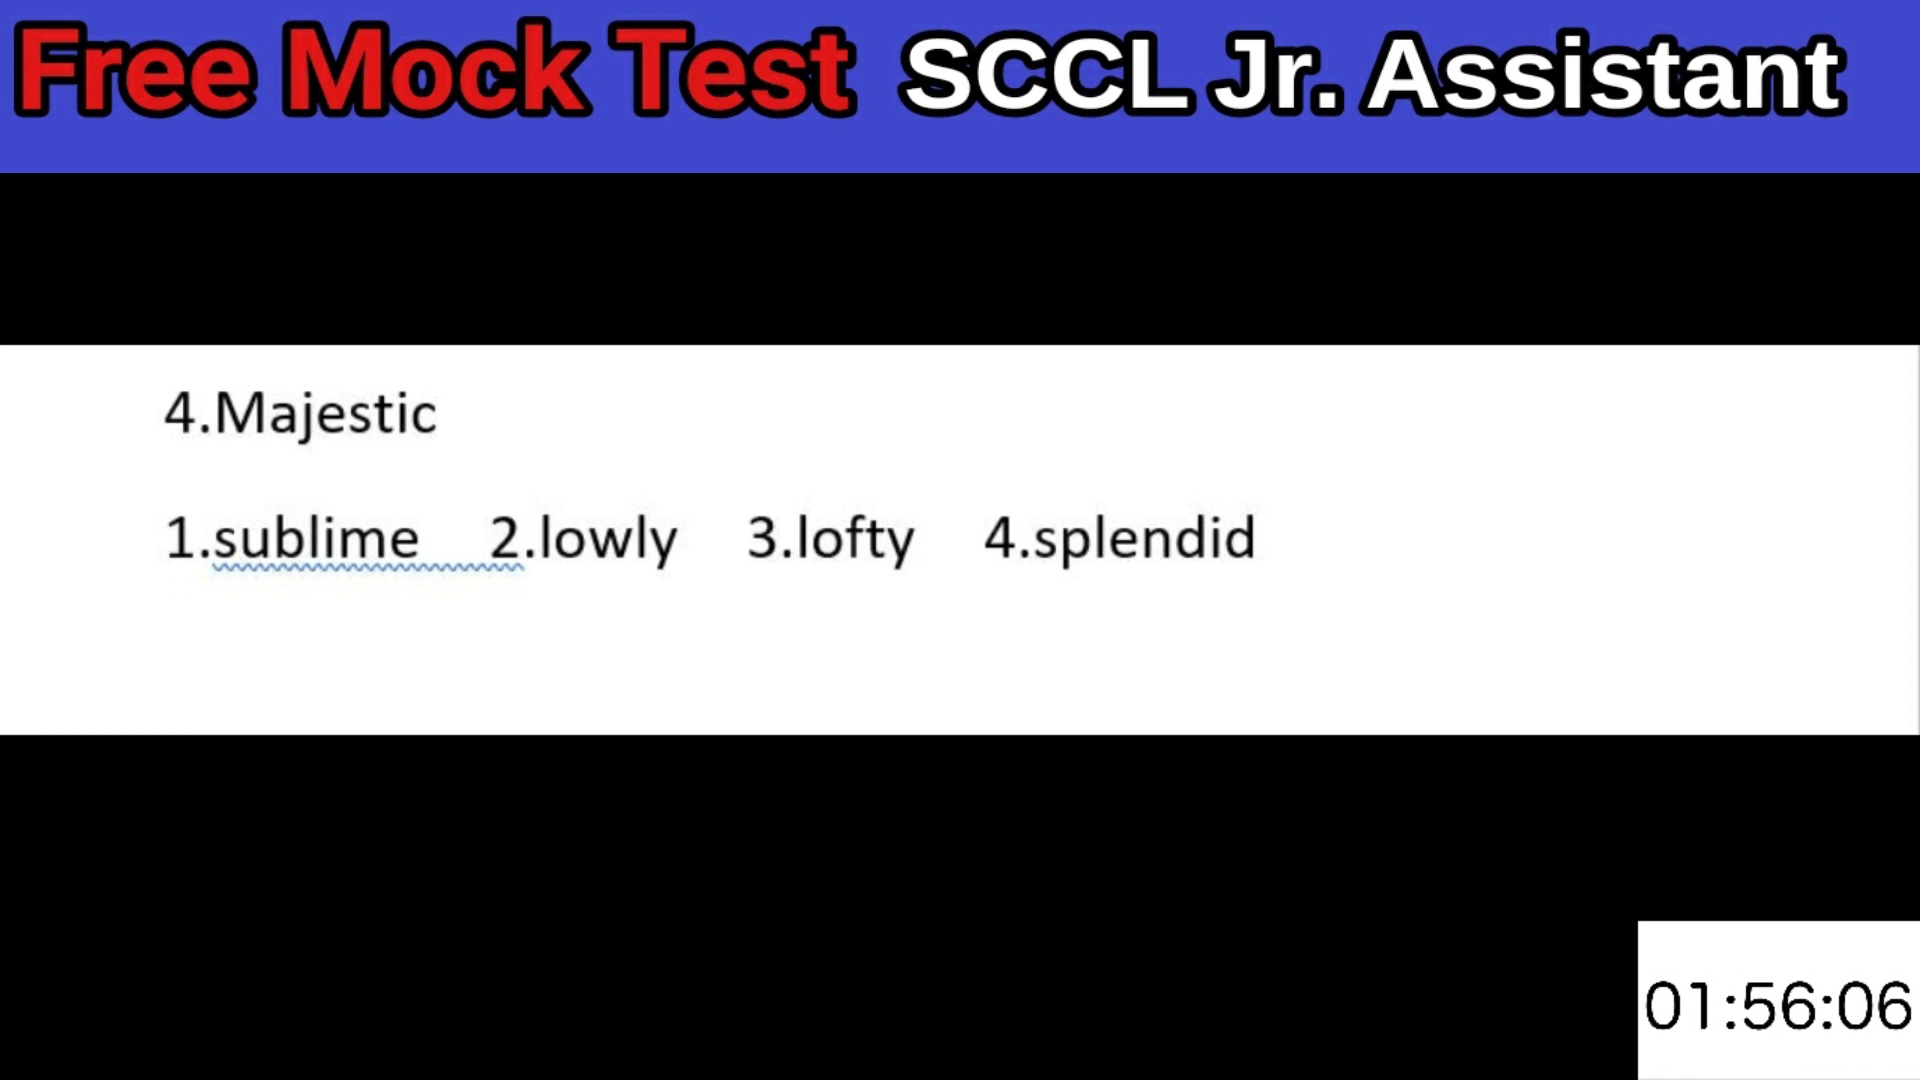 Free Mock Test SCCL Jr. Assistant
4.Majestic
1.sublime 2.lowly 3.lofty 4.splendid
01:56:06